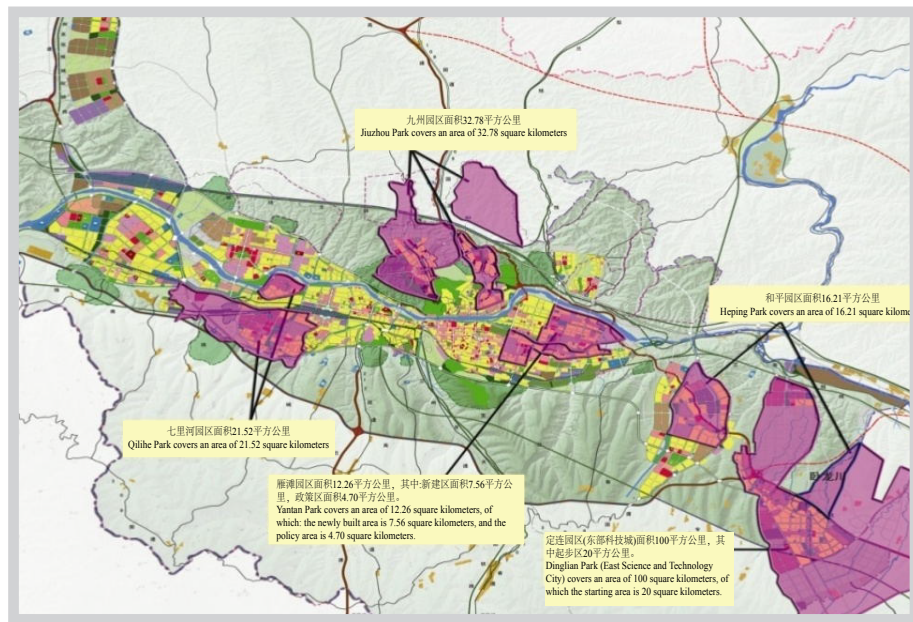 九州园区面积32.78平方公里
Jiuzhou Park covers an area of 32.78 square kilometers
和平园区面积16.21平方公里
Heping Park covers an area of 16.21 square kilome
七里河园区面积21.52平方公里
Qilihe Park covers an area of 21.52 square kilometers
卧龙川
雁滩园区面积12.26平方公里，其中:新建区面积7.56平方公
里，政策区面积4.70平方公里。
Yantan Park covers an area of 12.26 square kilometers, of
which: the newly built area is 7.56 square kilometers, and the
policy area is 4.70 square kilometers.
定连园区(东部科技城)面积100平方公里，其
中起步区20平方公里。
Dinglian Park (East Science and Technology
City) covers an area of 100 square kilometers, of
which the starting area is 20 square kilometers.